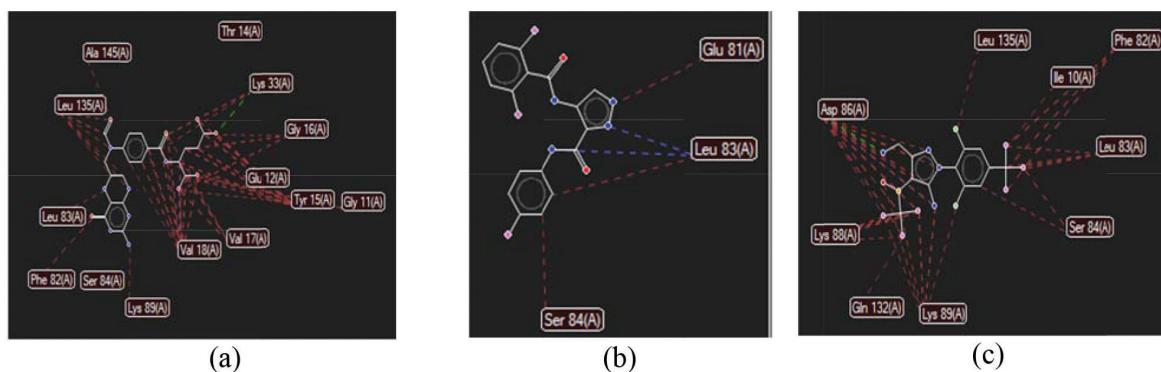 Thr 14(A)
Ala 145(A)
Lys 33(A)
Leu 135(A)
Gly 16(A)
Glu 12(A)
Tyr 15(A)
Gly 11(A)
Leu 83(A)
Val 18(A)
Val 17(A)
Phe 82(A)
Ser 84(A)
Lys 89(A)
(a)
Glu 81(A)
Leu 83(A)
Ser 84(A)
(b)
Leu 135(A)
Phe 82(A)
Ile 10(A)
Asp 86(A)
Leu 83(A)
Lys 88(A)
Ser 84(A)
Gln 132(A)
Lys 89(A)
(c)